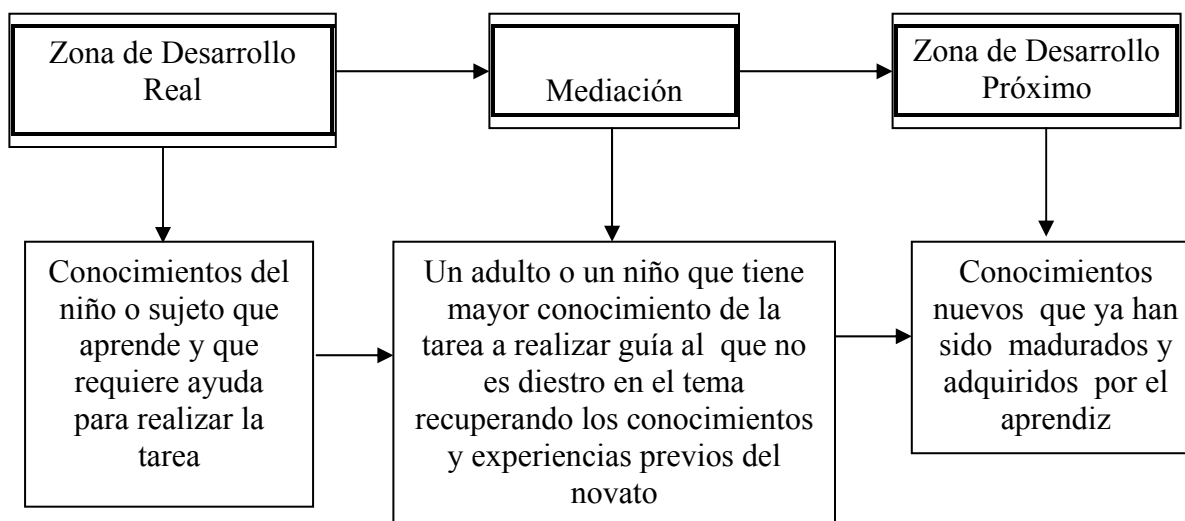 Zona de Desarrollo
Real
Mediación
Zona de Desarrollo
Próximo
Conocimientos del
niño o sujeto que
aprende y que
requiere ayuda
para realizar la
tarea
Un adulto o un niño que tiene
mayor conocimiento de la
tarea a realizar guía al  que no
es diestro en el tema
recuperando los conocimientos
y experiencias previos del
novato
Conocimientos
nuevos  que ya han
sido  madurados y
adquiridos  por el
aprendiz